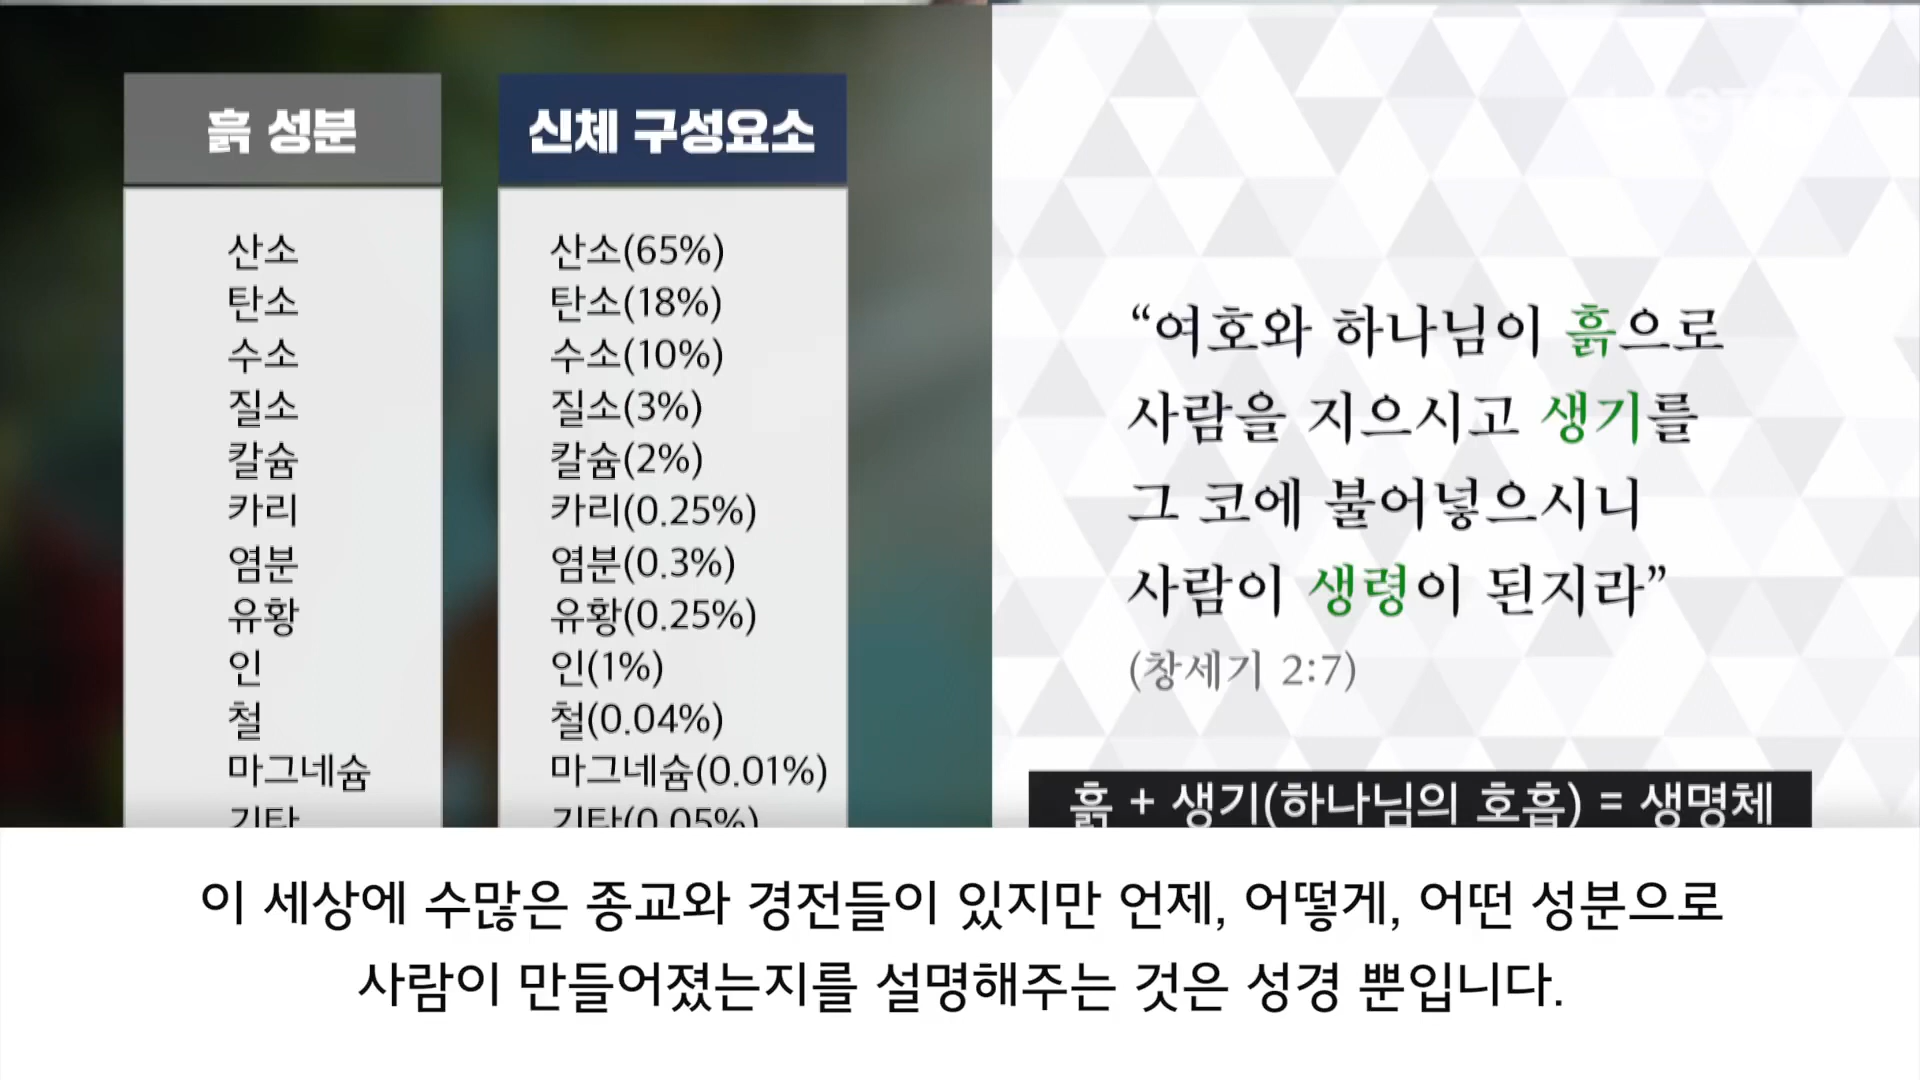 흙 성분
산소
탄소
수소
질소
칼슘
카리
염분
유황
인
철
마그네슘
기타
신체 구성요소
산소(65%)
탄소(18%)
수소(10%)
질소(3%)
칼슘(2%)
카리(0.25%)
염분(0.3%)
유황(0.25%)
인(1%)
철(0.04%)
마그네슘(0.01%)
기타(0.05%)
“여호와 하나님이 흙으로
사람을 지으시고 생기를
그 코에 불어넣으시니
사람이 생령이 된지라”
(창세기 2:7)
흙 + 생기(하나님의 호흡) = 생명체
이 세상에 수많은 종교와 경전들이 있지만 언제, 어떻게, 어떤 성분으로
사람이 만들어졌는지를 설명해주는 것은 성경 뿐입니다.